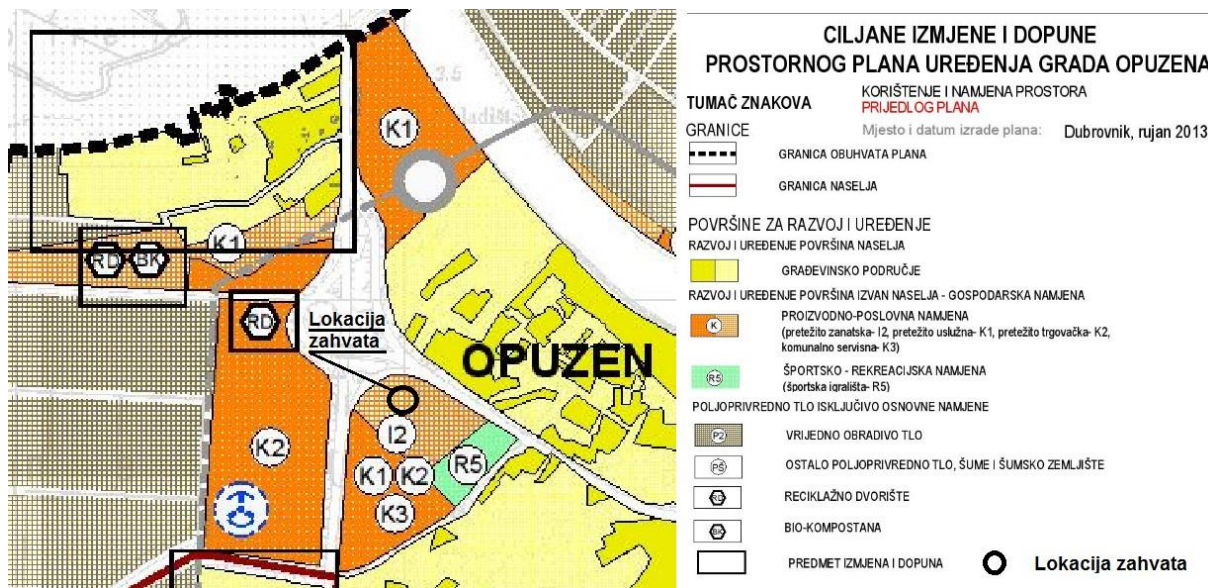 3.5
K1
K1
RD
BK
RD
Lokacija
zahvata
OPUZEN
I2
K2
K1
K2
R5
K3
CILJANE IZMJENE I DOPUNE
PROSTORNOG PLANA UREĐENJA GRADA OPUZENA
TUMAČ ZNAKOVA
KORIŠTENJE I NAMJENA PROSTORA
PRIJEDLOG PLANA
GRANICE
Mjesto i datum izrade plana: Dubrovnik, rujan 2013
GRANICA OBUHVATA PLANA
GRANICA NASELJA
POVRŠINE ZA RAZVOJ I UREĐENJE
RAZVOJ I UREĐENJE POVRŠINA NASELJA
GRAĐEVINSKO PODRUČJE
RAZVOJ I UREĐENJE POVRŠINA IZVAN NASELJA - GOSPODARSKA NAMJENA
K
PROIZVODNO-POSLOVNA NAMJENA
(pretežito zanatska- I2, pretežito uslužna- K1, pretežito trgovačka- K2,
komunalno servisna- K3)
R5
ŠPORTSKO - REKREACIJSKA NAMJENA
(športska igrališta- R5)
POLJOPRIVREDNO TLO ISKLJUČIVO OSNOVNE NAMJENE
P2
VRIJEDNO OBRADIVO TLO
PŠ
OSTALO POLJOPRIVREDNO TLO, ŠUME I ŠUMSKO ZEMLJIŠTE
RD
RECIKLAŽNO DVORIŠTE
BK
BIO-KOMPOSTANA
PREDMET IZMJENA I DOPUNA
Lokacija zahvata